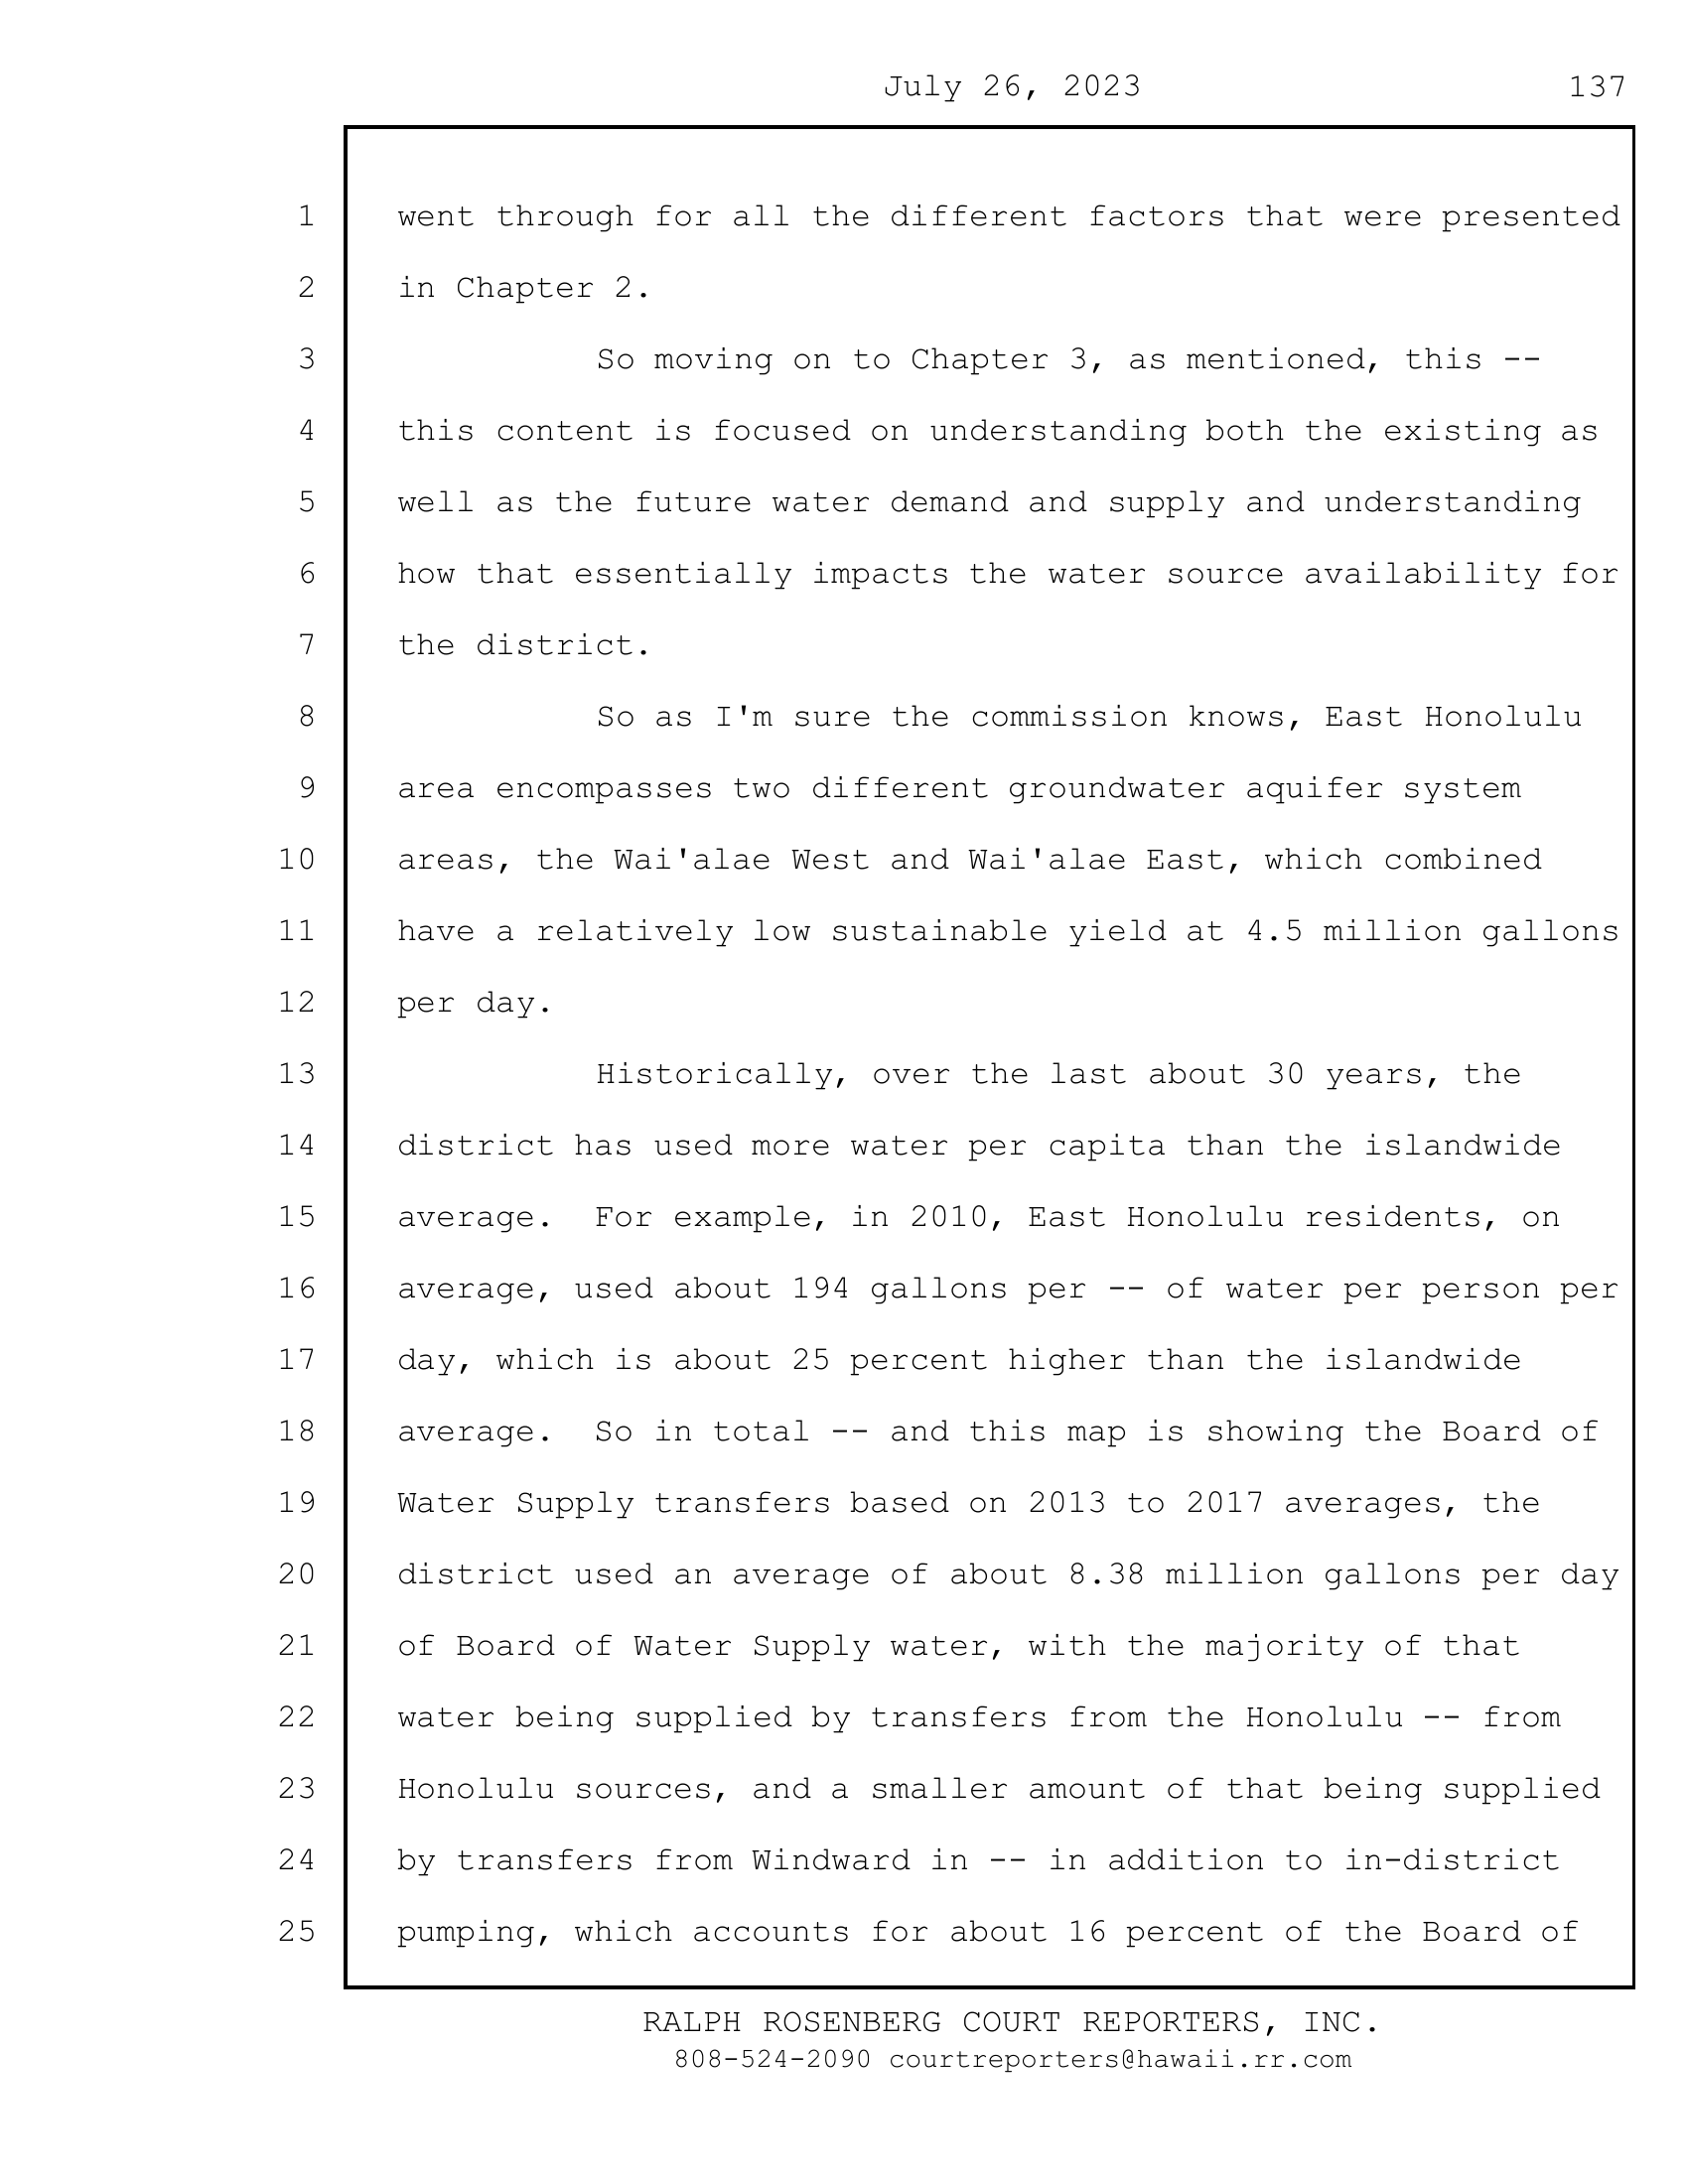 July 26, 2023 137
1 went through for all the different factors that were presented
2 in Chapter 2.
3 So moving on to Chapter 3, as mentioned, this --
4 this content is focused on understanding both the existing as
5 well as the future water demand and supply and understanding
6 how that essentially impacts the water source availability for
7 the district.
8 So as I'm sure the commission knows, East Honolulu
9 area encompasses two different groundwater aquifer system
10 areas, the Wai'alae West and Wai'alae East, which combined
11 have a relatively low sustainable yield at 4.5 million gallons
12 per day.
13 Historically, over the last about 30 years, the
14 district has used more water per capita than the islandwide
15 average.  For example, in 2010, East Honolulu residents, on
16 average, used about 194 gallons per -- of water per person per
17 day, which is about 25 percent higher than the islandwide
18 average.  So in total -- and this map is showing the Board of
19 Water Supply transfers based on 2013 to 2017 averages, the
20 district used an average of about 8.38 million gallons per day
21 of Board of Water Supply water, with the majority of that
22 water being supplied by transfers from the Honolulu -- from
23 Honolulu sources, and a smaller amount of that being supplied
24 by transfers from Windward in -- in addition to in-district
25 pumping, which accounts for about 16 percent of the Board of
RALPH ROSENBERG COURT REPORTERS, INC.
808-524-2090 courtreporters@hawaii.rr.com